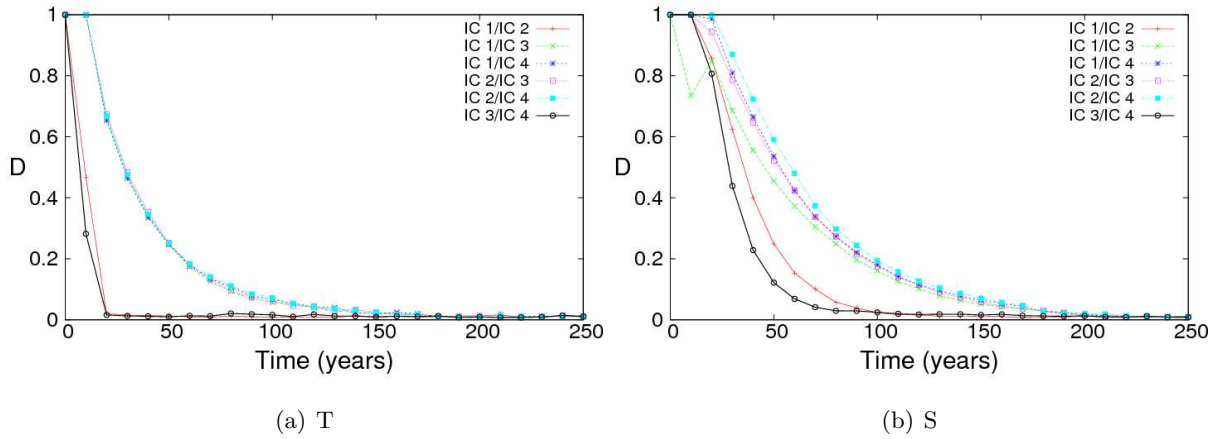 1
0.8
0.6
D
0.4
0.2
0
0 50 100 150 200 250
Time (years)
IC 1/IC 2
IC 1/IC 3
IC 1/IC 4
IC 2/IC 3
IC 2/IC 4
IC 3/IC 4
(a) T
1
0.8
0.6
D
0.4
0.2
0
0 50 100 150 200 250
Time (years)
IC 1/IC 2
IC 1/IC 3
IC 1/IC 4
IC 2/IC 3
IC 2/IC 4
IC 3/IC 4
(b) S